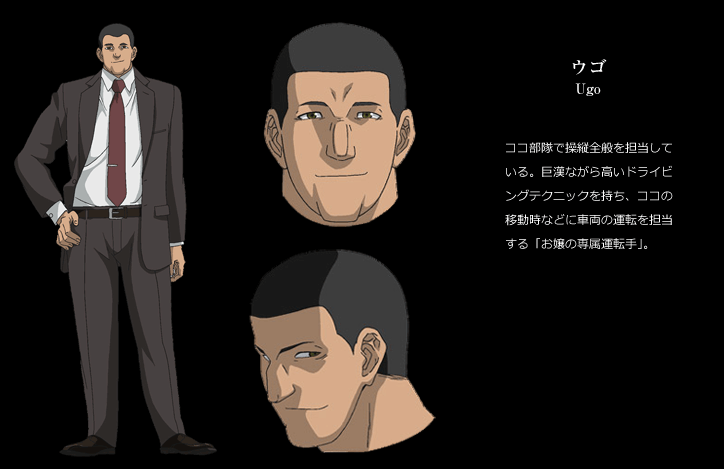 ウゴ
Ugo
ココ部隊で操縦全般を担当して
いる。巨漢ながら高いドライビ
ングテクニックを持ち、ココの
移動時などに車両の運転を担当
する「お嬢の専属運転手」。